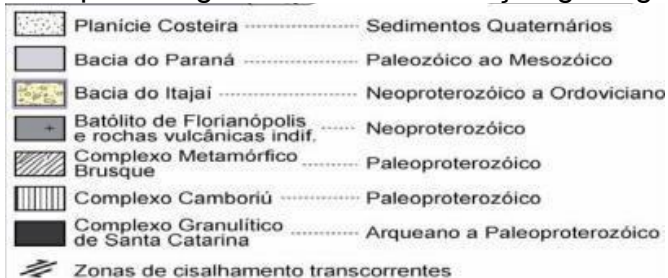 Planície Costeira ---------------- Sedimentos Quaternários
Bacia do Paraná ---------------- Paleozóico ao Mesozóico
Bacia do Itajaí ------------------- Neoproterozóico a Ordoviciano
Batólito de Florianópolis
e rochas vulcânicas indif. ------ Neoproterozóico
Complexo Metamórfico
Brusque ---------- Paleoproterozóico
Complexo Camboriú ------------ Paleoproterozóico
Complexo Granulítico
de Santa Catarina ---------- Arqueano a Paleoproterozóico
Zonas de cisalhamento transcorrentes